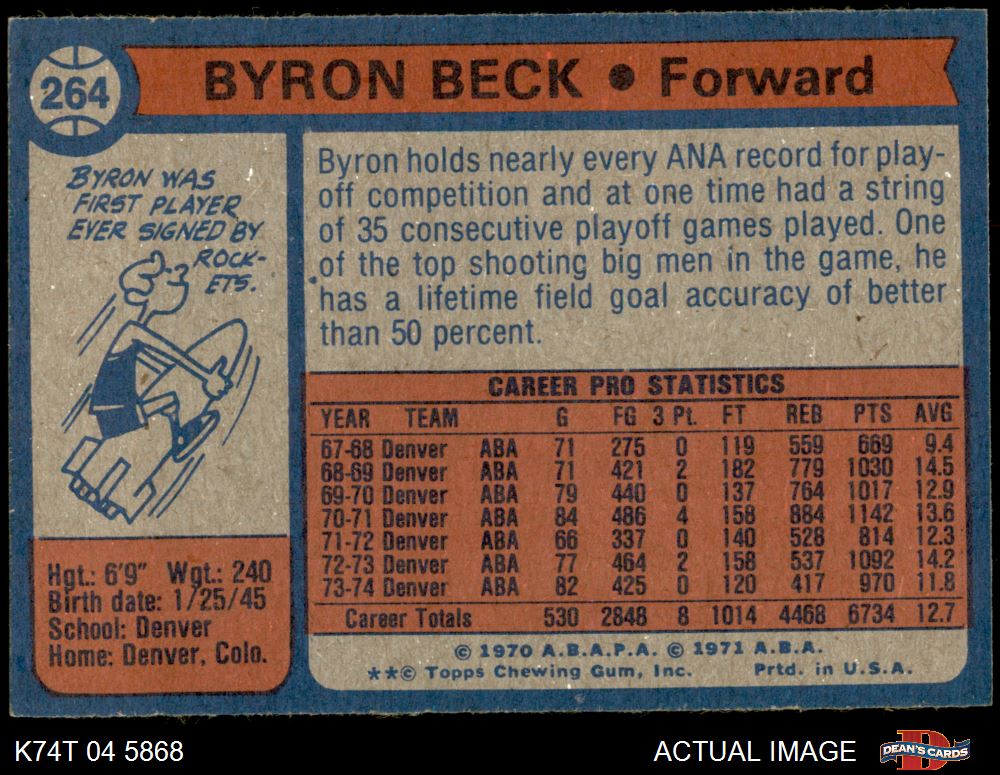 264
BYRON BECK • Forward
BYRON WAS
FIRST PLAYER
EVER SIGNED BY
ROCK-
ETS.
Hgt.: 6'9" Wgt.: 240
Birth date: 1/25/45
School: Denver
Home: Denver, Colo.
Byron holds nearly every ANA record for play-
off competition and at one time had a string
of 35 consecutive playoff games played. One
of the top shooting big men in the game, he
has a lifetime field goal accuracy of better
than 50 percent.
CAREER PRO STATISTICS
YEAR TEAM G FG 3 Pt. FT REB PTS AVG
67-68 Denver ABA 71 275 0 119 559 669 9.4
68-69 Denver ABA 71 421 2 182 779 1030 14.5
69-70 Denver ABA 79 440 0 137 764 1017 12.9
70-71 Denver ABA 84 486 4 158 884 1142 13.6
71-72 Denver ABA 66 337 0 140 528 814 12.3
72-73 Denver ABA 77 464 2 158 537 1092 14.2
73-74 Denver ABA 82 425 0 120 417 970 11.8
Career Totals 530 2848 8 1014 4468 6734 12.7
© 1970 A.B.A.P.A. © 1971 A.B.A.
**© Topps Chewing Gum, Inc. Prtd. in U.S.A.
K74T 04 5868
ACTUAL IMAGE
DEAN'S CARDS